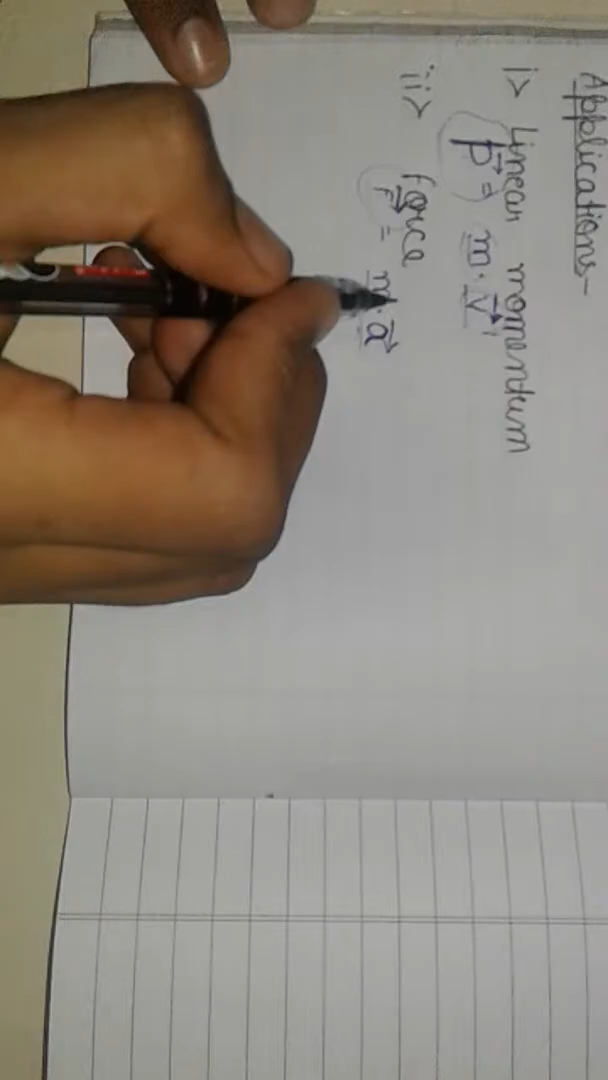 Applications-
i> Linear momentum
p⃗ = m. v⃗
ii> force
F⃗ = m.a⃗